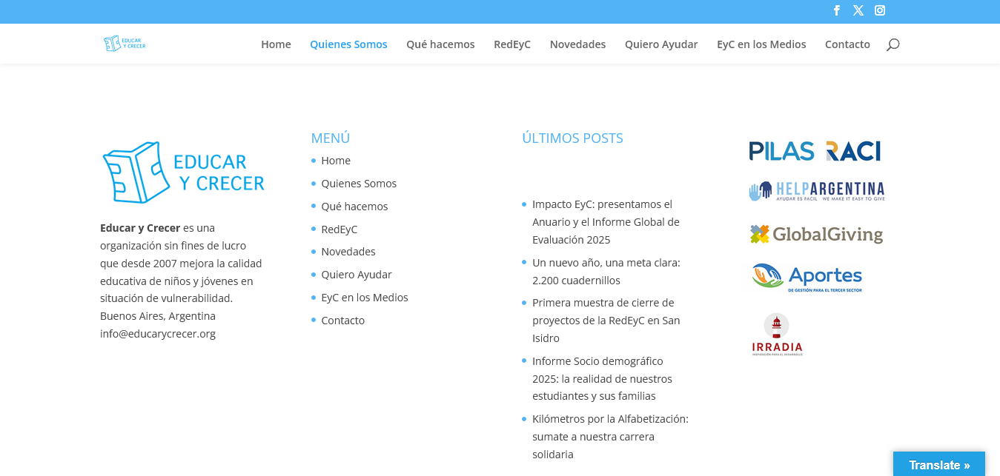 EDUCAR
Y CRECER
Home
Quienes Somos
Qué hacemos
RedEyC
Novedades
Quiero Ayudar
EyC en los Medios
Contacto
EDUCAR
Y CRECER
Educar y Crecer es una
organización sin fines de lucro
que desde 2007 mejora la calidad
educativa de niños y jóvenes en
situación de vulnerabilidad.
Buenos Aires, Argentina
info@educarycrecer.org
MENÚ
Home
Quienes Somos
Qué hacemos
RedEyC
Novedades
Quiero Ayudar
EyC en los Medios
Contacto
ÚLTIMOS POSTS
Impacto EyC: presentamos el
Anuario y el Informe Global de
Evaluación 2025
Un nuevo año, una meta clara:
2.200 cuadernillos
Primera muestra de cierre de
proyectos de la RedEyC en San
Isidro
Informe Socio demográfico
2025: la realidad de nuestros
estudiantes y sus familias
Kilómetros por la Alfabetización:
sumate a nuestra carrera
solidaria
PILAS RACI
HELPARGENTINA
AYUDAR ES FACIL WE MAKE IT EASY TO GIVE
GlobalGiving
Aportes
DE GESTIÓN PARA EL TERCER SECTOR
IRRADIA
INSPIRACIÓN PARA EL DESARROLLO
Translate »